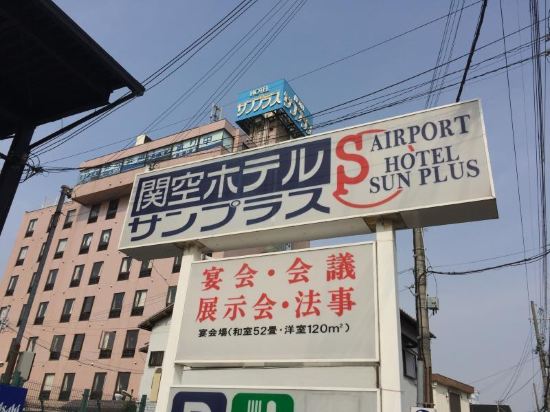 HOTEL
サンプラス
関空ホテル
サンプラス
S AIRPORT
HOTEL
SUN PLUS
宴会・会議
展示会・法事
宴会場(和室52畳・洋室120m²)
P